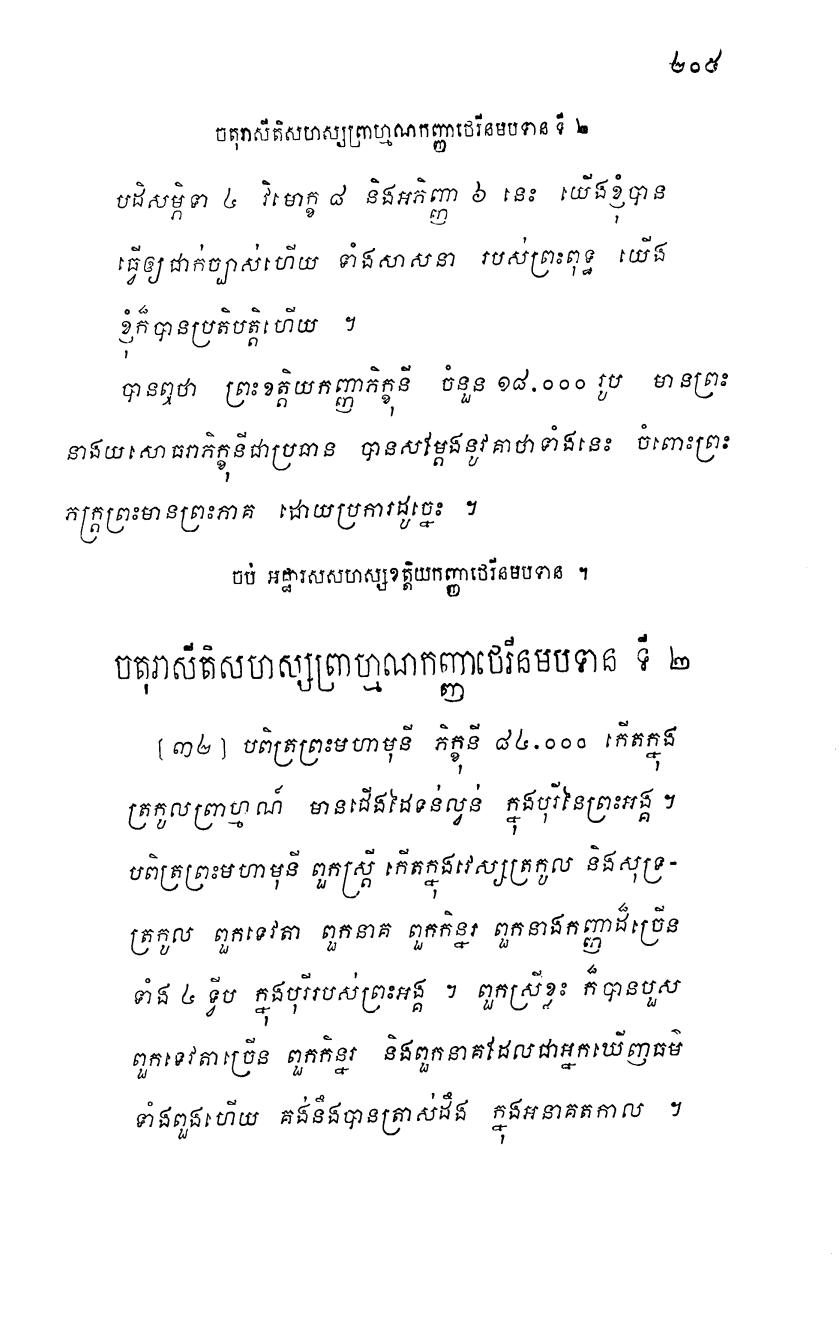 ២០៥
ចតុរាសីតិសហស្សព្រាហ្មណកញ្ញាថេរីនមបទាន ទី ២
បដិសម្ភិទា ៤ វិមោក្ខ ៨ និងអភិញ្ញា ៦ នេះ យើងខ្ញុំបាន
ធ្វើឲ្យជាក់ច្បាស់ហើយ ទាំងសាសនា របស់ព្រះពុទ្ធ យើង
ខ្ញុំក៏បានប្រតិបត្តិហើយ ។
បានឮថា ព្រះខត្តិយកញ្ញាភិក្ខុនី ចំនួន ១៨.០០០ រូប មានព្រះ
នាងយសោធរាភិក្ខុនីជាប្រធាន បានសម្តែងនូវគាថាទាំងនេះ ចំពោះព្រះ
ភក្ត្រព្រះមានព្រះភាគ ដោយប្រការដូច្នេះ ។
ចប់ អដ្ឋារសសហស្សខត្តិយកញ្ញាថេរីនមបទាន ។
ចតុរាសីតិសហស្សព្រាហ្មណកញ្ញាថេរីនមបទាន ទី ២
[៣២] បពិត្រព្រះមហាមុនី ភិក្ខុនី ៨៤.០០០ កើតក្នុង
ត្រកូលព្រាហ្មណ៍ មានជើងដៃទន់ល្វន់ ក្នុងបុរីនៃព្រះអង្គ ។
បពិត្រព្រះមហាមុនី ពួកស្ត្រី កើតក្នុងវេស្សត្រកូល និងសុទ្រ-
ត្រកូល ពួកទេវតា ពួកនាគ ពួកកិន្នរ ពួកនាងកញ្ញាដ៏ច្រើន
ទាំង ៤ ទ្វីប ក្នុងបុរីរបស់ព្រះអង្គ ។ ពួកស្រីខ្លះ ក៏បានបួស
ពួកទេវតាច្រើន ពួកកិន្នរ និងពួកនាគដែលជាអ្នកឃើញធម៌
ទាំងពួងហើយ គង់នឹងបានត្រាស់ដឹង ក្នុងអនាគតកាល ។